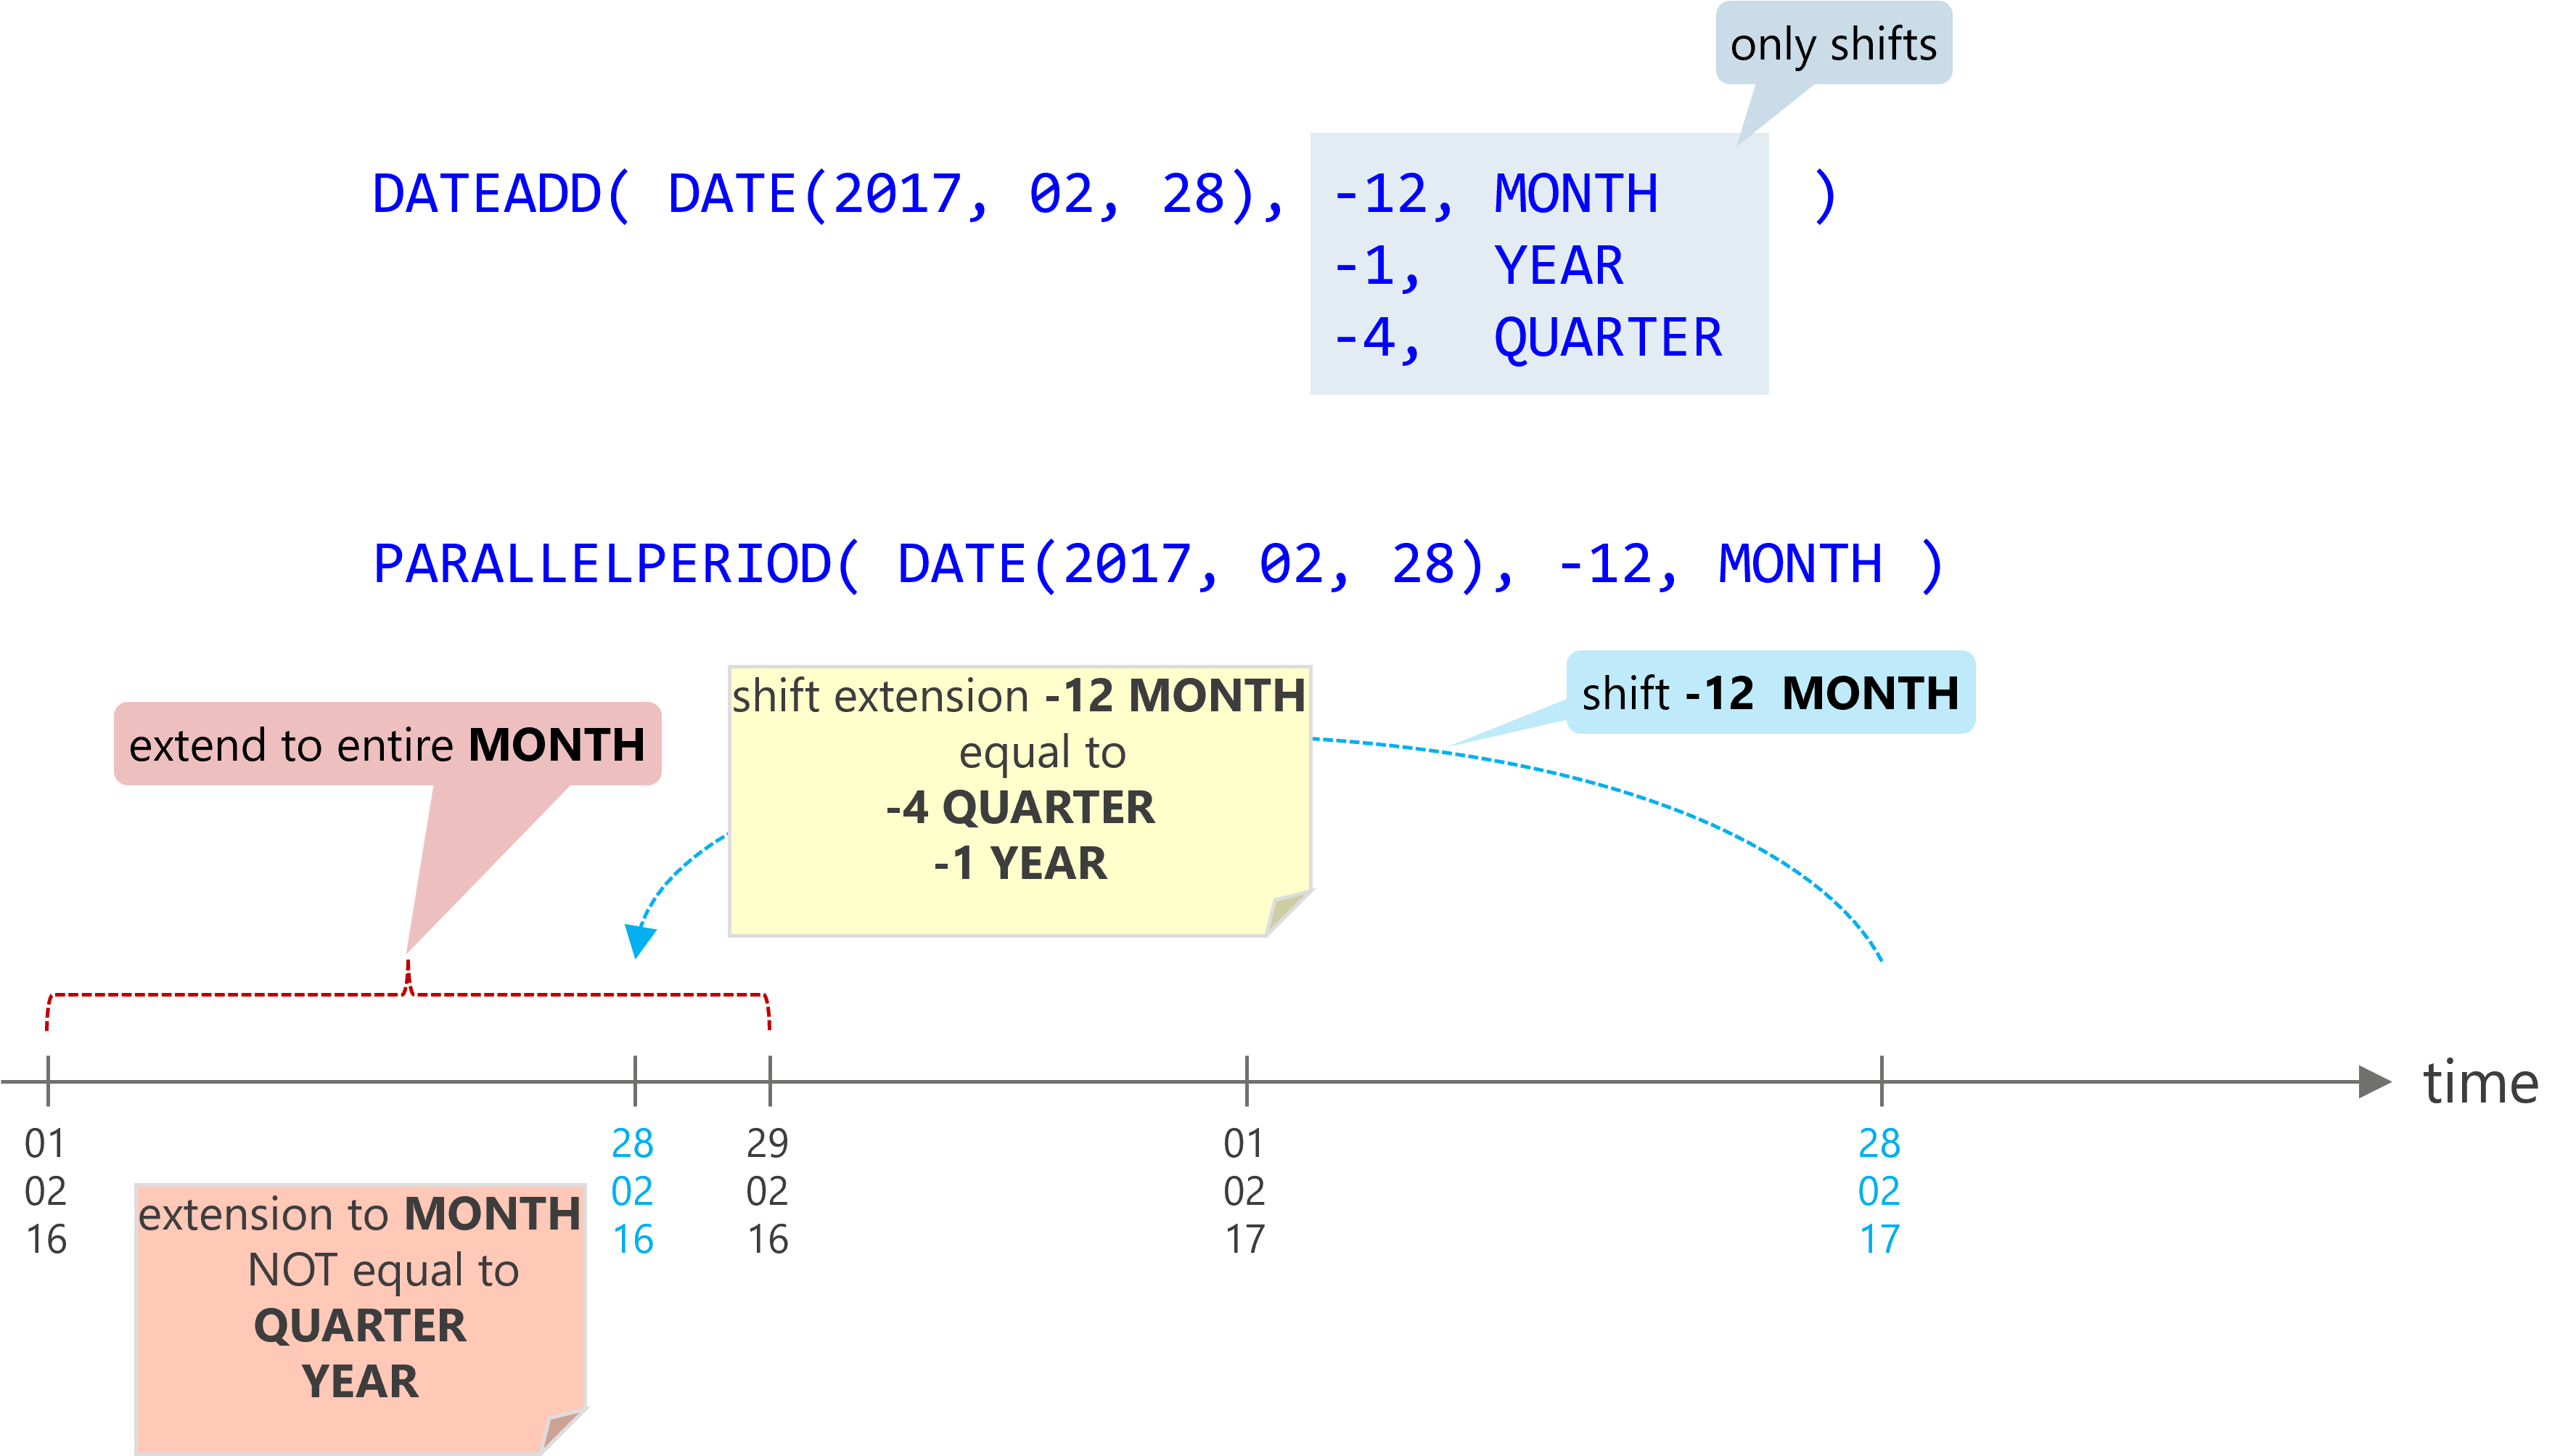 only shifts
DATEADD( DATE(2017, 02, 28), -12, MONTH )
-1, YEAR
-4, QUARTER
PARALLELPERIOD( DATE(2017, 02, 28), -12, MONTH )
shift extension -12 MONTH
equal to
-4 QUARTER
-1 YEAR
shift -12 MONTH
extend to entire MONTH
time
01
02
16
28
02
16
29
02
16
01
02
17
28
02
17
extension to MONTH
NOT equal to
QUARTER
YEAR